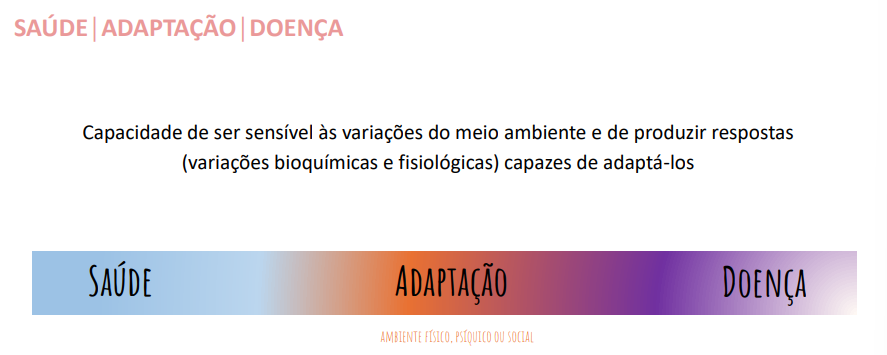 SAÚDE|ADAPTAÇÃO|DOENÇA
Capacidade de ser sensível às variações do meio ambiente e de produzir respostas
(variações bioquímicas e fisiológicas) capazes de adaptá-los
Saúde Adaptação Doença
AMBIENTE FÍSICO, PSÍQUICO OU SOCIAL